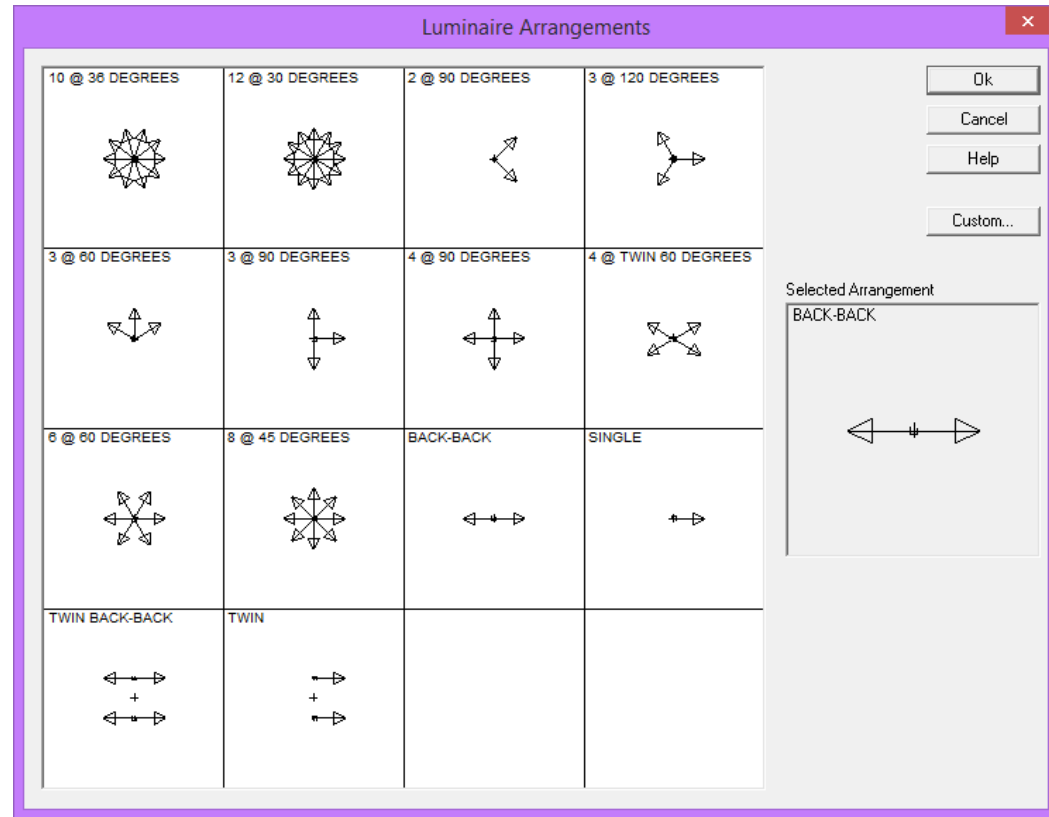 Luminaire Arrangements
10 @ 36 DEGREES
12 @ 30 DEGREES
2 @ 90 DEGREES
3 @ 120 DEGREES
3 @ 60 DEGREES
3 @ 90 DEGREES
4 @ 90 DEGREES
4 @ TWIN 60 DEGREES
6 @ 60 DEGREES
8 @ 45 DEGREES
BACK-BACK
SINGLE
TWIN BACK-BACK
TWIN
Ok
Cancel
Help
Custom...
Selected Arrangement
BACK-BACK